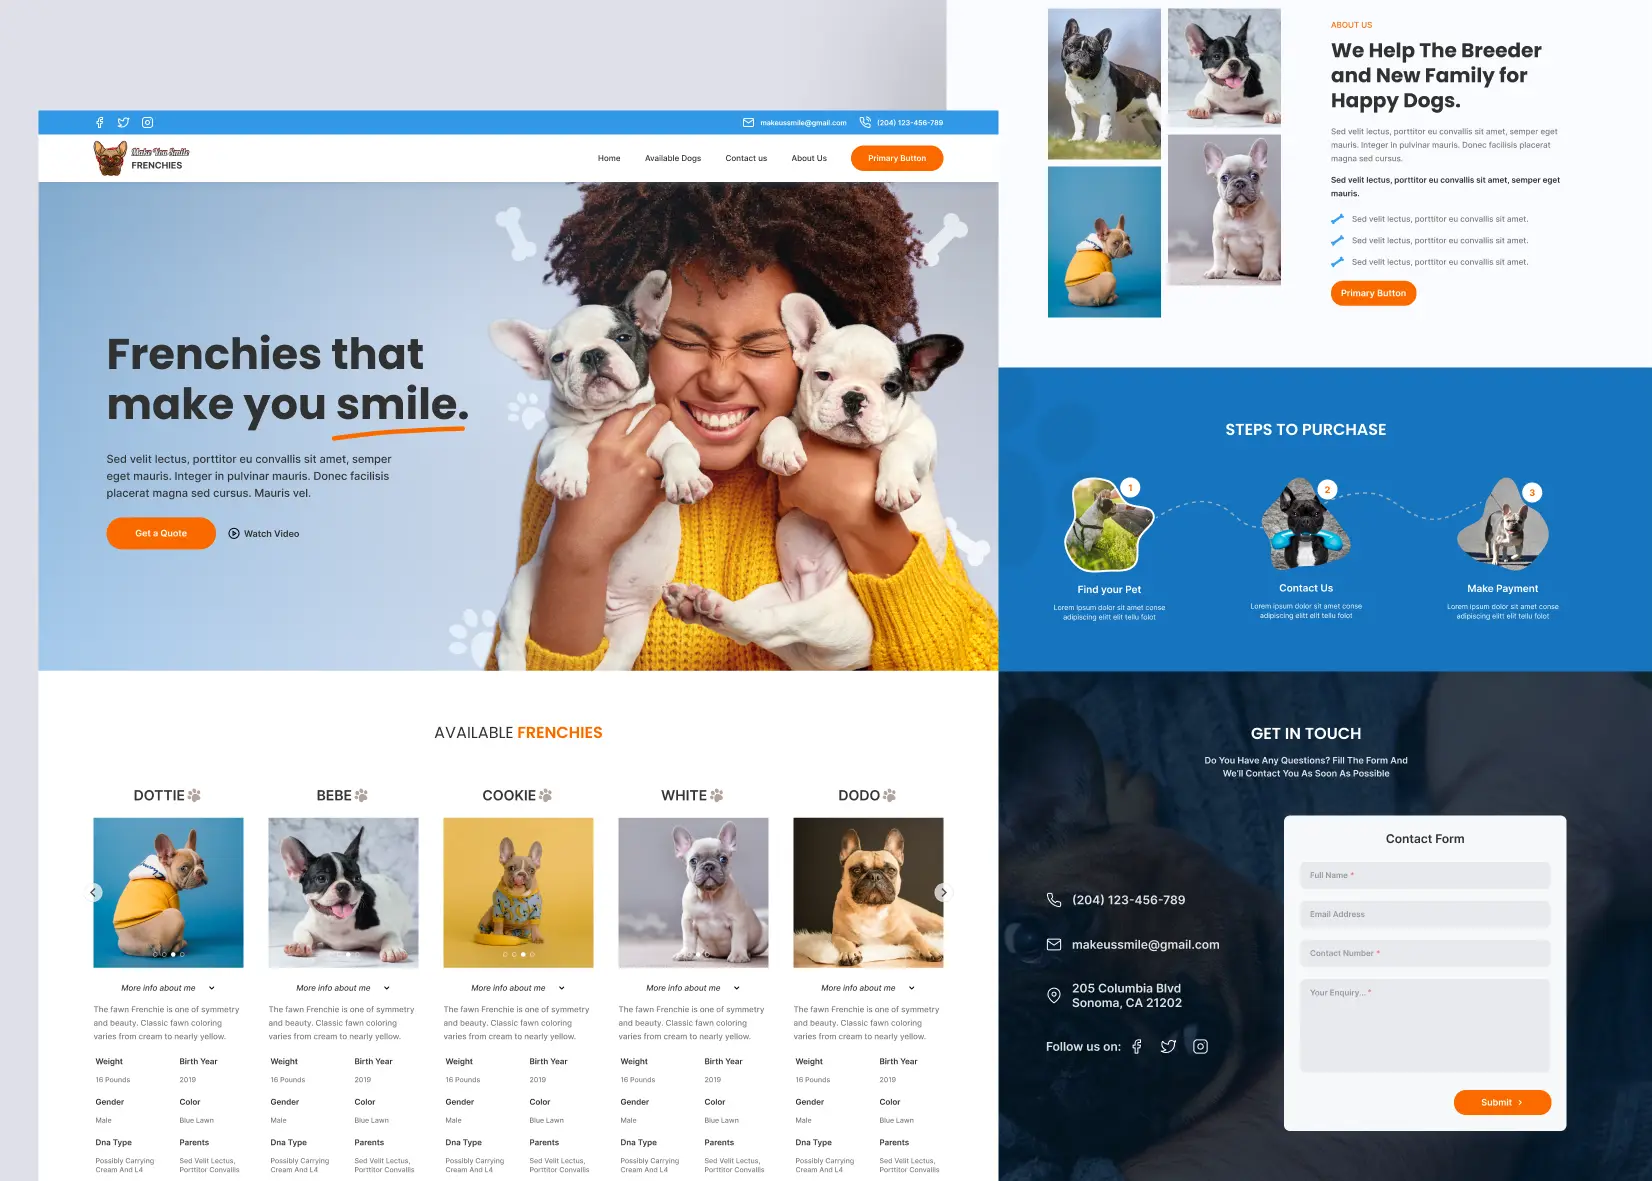 makeussmile@gmail.com
(204) 123-456-789
Make You Smile
FRENCHIES
Home
Available Dogs
Contact us
About Us
Primary Button
Frenchies that
make you smile.
Sed velit lectus, porttitor eu convallis sit amet, semper
eget mauris. Integer in pulvinar mauris. Donec facilisis
placerat magna sed cursus. Mauris vel.
Get a Quote
Watch Video
AVAILABLE FRENCHIES
DOTTIE
More info about me
The fawn Frenchie is one of symmetry
and beauty. Classic fawn coloring
varies from cream to nearly yellow.
Weight
Birth Year
16 Pounds
2019
Gender
Color
Male
Blue Lawn
Dna Type
Parents
Possibly Carrying
Cream And L4
Sed Velit Lectus,
Porttitor Convallis
BEBE
More info about me
The fawn Frenchie is one of symmetry
and beauty. Classic fawn coloring
varies from cream to nearly yellow.
Weight
Birth Year
16 Pounds
2019
Gender
Color
Male
Blue Lawn
Dna Type
Parents
Possibly Carrying
Cream And L4
Sed Velit Lectus,
Porttitor Convallis
COOKIE
More info about me
The fawn Frenchie is one of symmetry
and beauty. Classic fawn coloring
varies from cream to nearly yellow.
Weight
Birth Year
16 Pounds
2019
Gender
Color
Male
Blue Lawn
Dna Type
Parents
Possibly Carrying
Cream And L4
Sed Velit Lectus,
Porttitor Convallis
WHITE
More info about me
The fawn Frenchie is one of symmetry
and beauty. Classic fawn coloring
varies from cream to nearly yellow.
Weight
Birth Year
16 Pounds
2019
Gender
Color
Male
Blue Lawn
Dna Type
Parents
Possibly Carrying
Cream And L4
Sed Velit Lectus,
Porttitor Convallis
DODO
More info about me
The fawn Frenchie is one of symmetry
and beauty. Classic fawn coloring
varies from cream to nearly yellow.
Weight
Birth Year
16 Pounds
2019
Gender
Color
Male
Blue Lawn
Dna Type
Parents
Possibly Carrying
Cream And L4
Sed Velit Lectus,
Porttitor Convallis
ABOUT US
We Help The Breeder
and New Family for
Happy Dogs.
Sed velit lectus, porttitor eu convallis sit amet, semper eget
mauris. Integer in pulvinar mauris. Donec facilisis placerat
magna sed cursus.
Sed velit lectus, porttitor eu convallis sit amet, semper eget
mauris.
Sed velit lectus, porttitor eu convallis sit amet.
Sed velit lectus, porttitor eu convallis sit amet.
Sed velit lectus, porttitor eu convallis sit amet.
Primary Button
STEPS TO PURCHASE
1
Find your Pet
Lorem ipsum dolor sit amet conse
adipiscing elitt elit tellu folot
2
Contact Us
Lorem ipsum dolor sit amet conse
adipiscing elitt elit tellu folot
3
Make Payment
Lorem ipsum dolor sit amet conse
adipiscing elitt elit tellu folot
GET IN TOUCH
Do You Have Any Questions? Fill The Form And
We'll Contact You As Soon As Possible
(204) 123-456-789
makeussmile@gmail.com
205 Columbia Blvd
Sonoma, CA 21202
Follow us on:
Contact Form
Full Name *
Email Address
Contact Number *
Your Enquiry... *
Submit